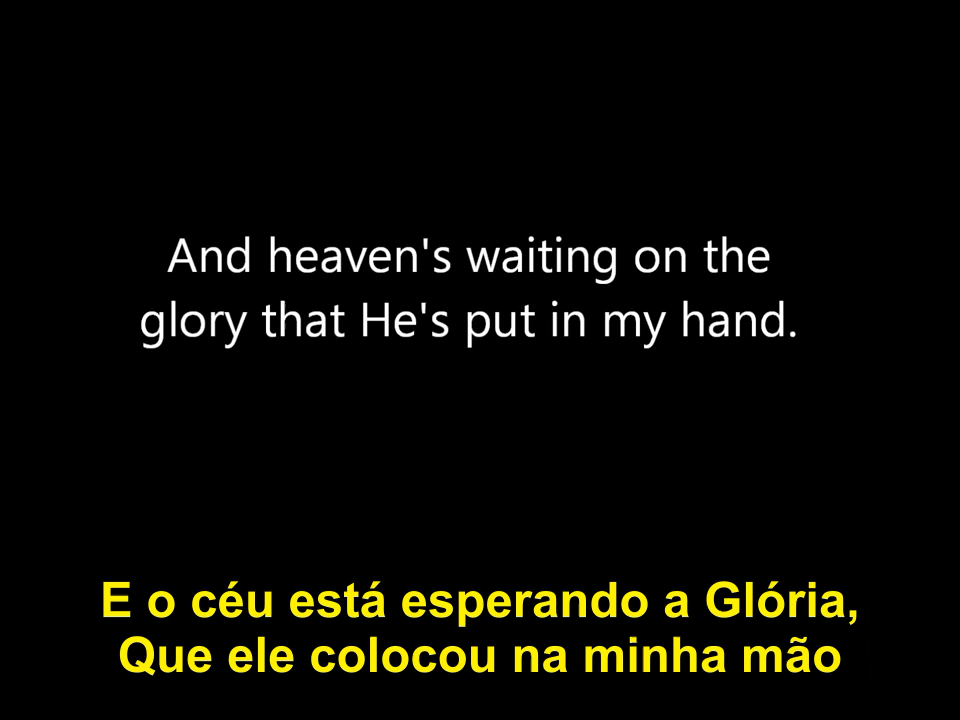 And heaven's waiting on the
glory that He's put in my hand.
E o céu está esperando a Glória,
Que ele colocou na minha mão